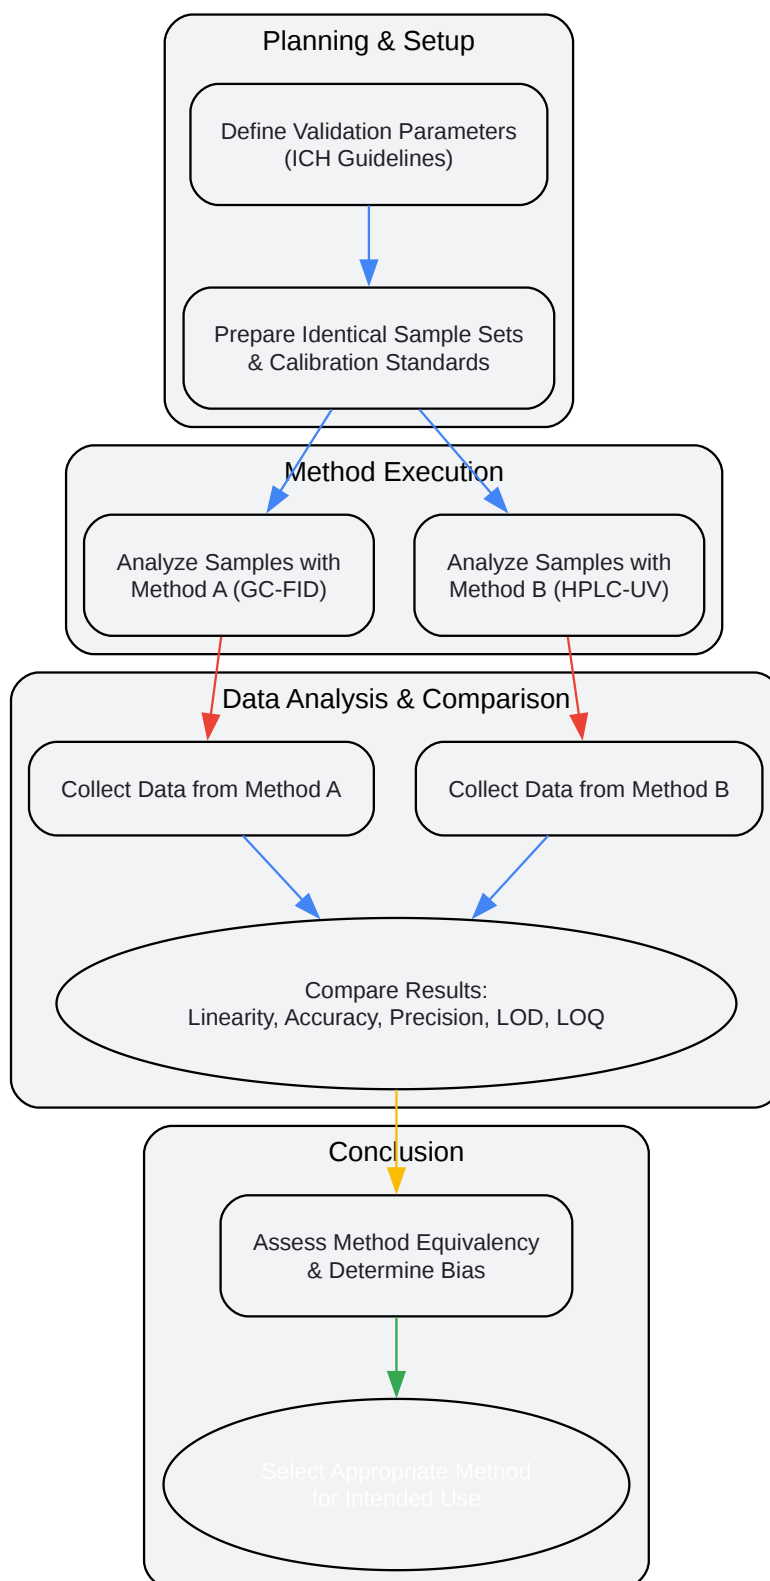 Planning & Setup
Define Validation Parameters
(ICH Guidelines)
Prepare Identical Sample Sets
& Calibration Standards
Method Execution
Analyze Samples with
Method A (GC-FID)
Analyze Samples with
Method B (HPLC-UV)
Data Analysis & Comparison
Collect Data from Method A
Collect Data from Method B
Compare Results:
Linearity, Accuracy, Precision, LOD, LOQ
Conclusion
Assess Method Equivalency
& Determine Bias
Select Appropriate Method
for Intended Use